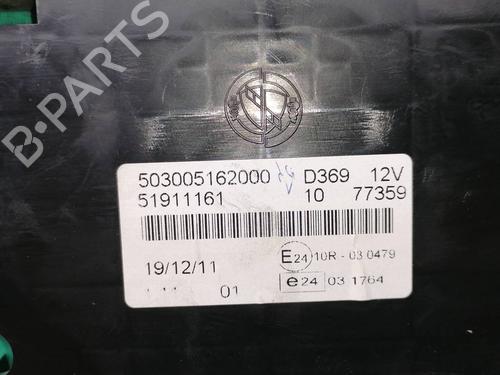 B-PARTS
503005162000 D369 12V
51911161 10 77359
19/12/11 E24 10R - 03 0479
01 e24 03 1764